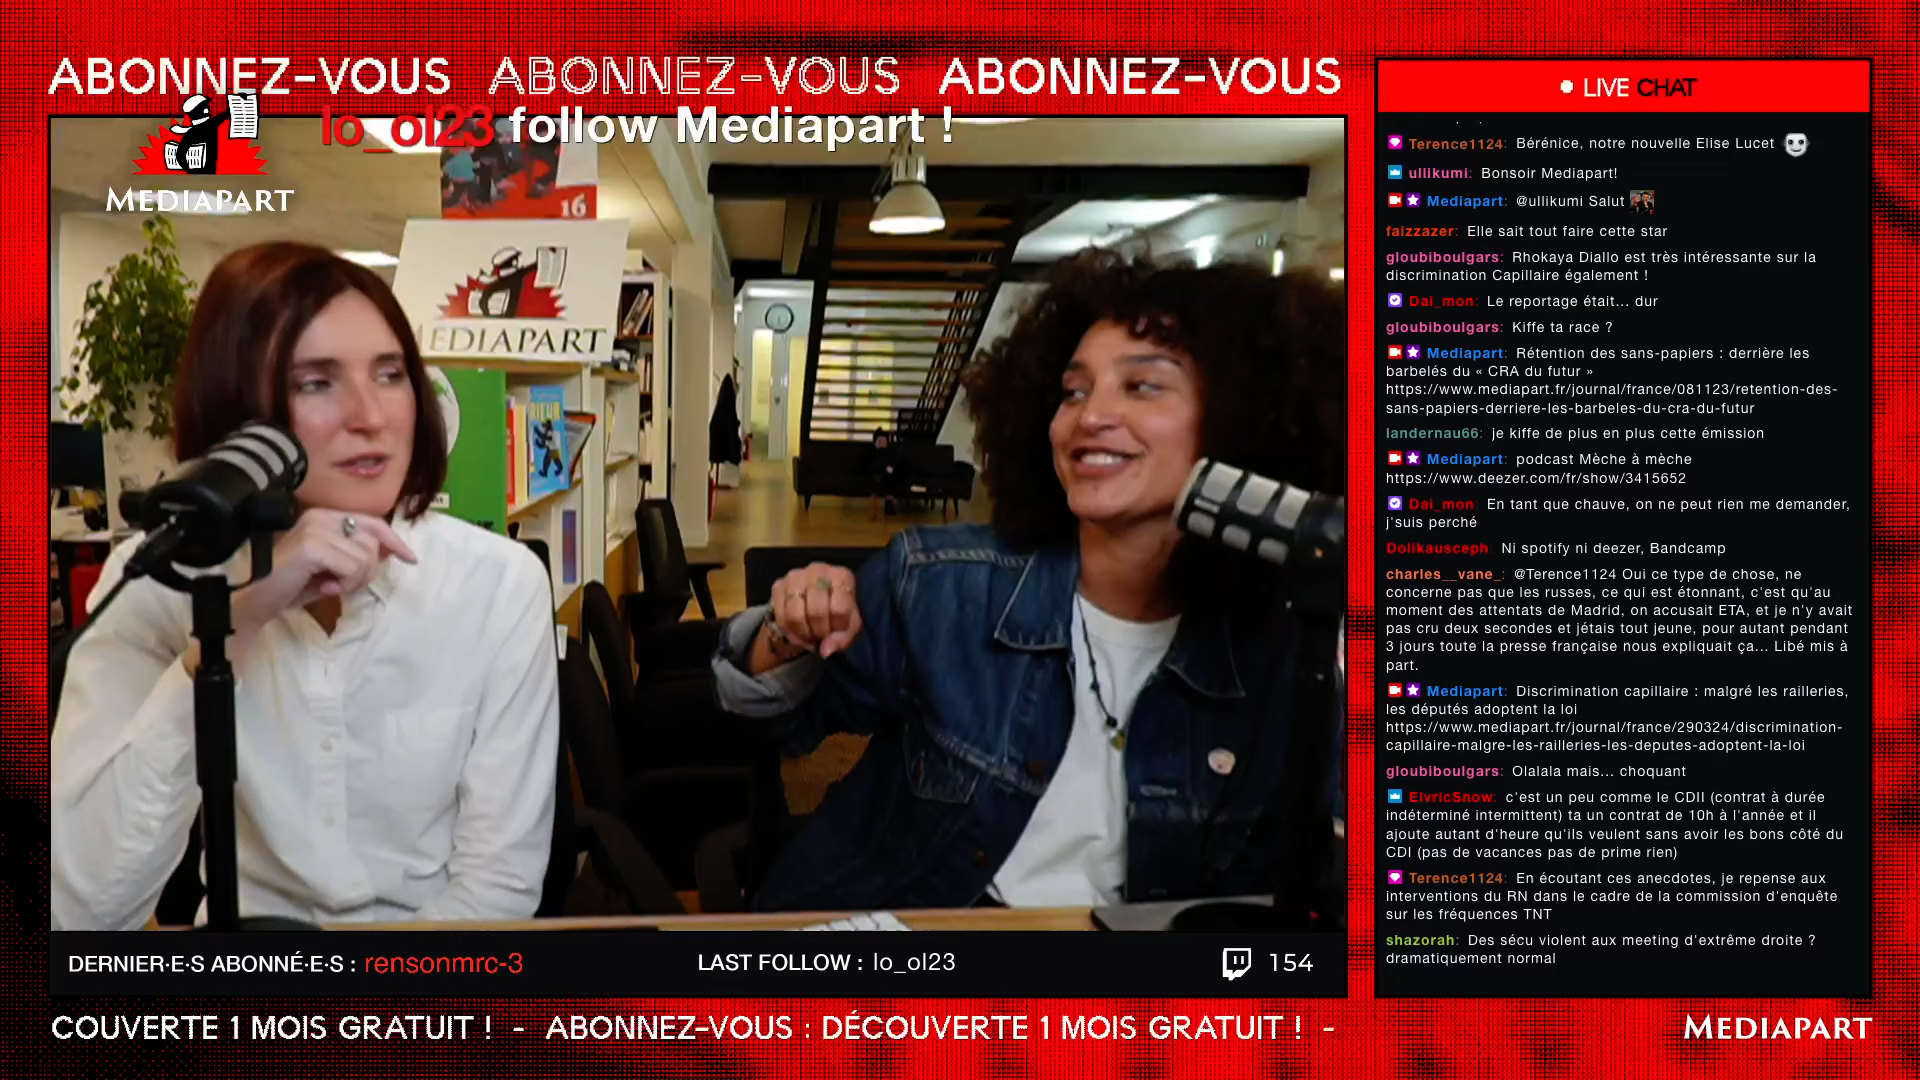 ABONNEZ-VOUS ABONNEZ-VOUS ABONNEZ-VOUS
lo_ol23 follow Mediapart !
MEDIAPART
16
MEDIAPART
RIEUR
DERNIER·E·S ABONNÉ·E·S : rensonmrc-3
LAST FOLLOW : lo_ol23
154
COUVERTE 1 MOIS GRATUIT ! - ABONNEZ-VOUS : DÉCOUVERTE 1 MOIS GRATUIT ! -
MEDIAPART
LIVE CHAT
Terence1124: Bérénice, notre nouvelle Elise Lucet
ullikumi: Bonsoir Mediapart!
Mediapart: @ullikumi Salut
faizzazer: Elle sait tout faire cette star
gloubiboulgars: Rhokaya Diallo est très intéressante sur la
discrimination Capillaire également !
Dai_mon: Le reportage était... dur
gloubiboulgars: Kiffe ta race ?
Mediapart: Rétention des sans-papiers : derrière les
barbelés du « CRA du futur »
https://www.mediapart.fr/journal/france/081123/retention-des-
sans-papiers-derriere-les-barbeles-du-cra-du-futur
landernau66: je kiffe de plus en plus cette émission
Mediapart: podcast Mèche à mèche
https://www.deezer.com/fr/show/3415652
Dai_mon: En tant que chauve, on ne peut rien me demander,
j'suis perché
Dolikausceph: Ni spotify ni deezer, Bandcamp
charles__vane_: @Terence1124 Oui ce type de chose, ne
concerne pas que les russes, ce qui est étonnant, c'est qu'au
moment des attentats de Madrid, on accusait ETA, et je n'y avait
pas cru deux secondes et jétais tout jeune, pour autant pendant
3 jours toute la presse française nous expliquait ça... Libé mis à
part.
Mediapart: Discrimination capillaire : malgré les railleries,
les députés adoptent la loi
https://www.mediapart.fr/journal/france/290324/discrimination-
capillaire-malgre-les-railleries-les-deputes-adoptent-la-loi
gloubiboulgars: Olalala mais... choquant
ElvricSnow: c'est un peu comme le CDII (contrat à durée
indéterminé intermittent) ta un contrat de 10h à l'année et il
ajoute autant d'heure qu'ils veulent sans avoir les bons côté du
CDI (pas de vacances pas de prime rien)
Terence1124: En écoutant ces anecdotes, je repense aux
interventions du RN dans le cadre de la commission d'enquête
sur les fréquences TNT
shazorah: Des sécu violent aux meeting d'extrême droite ?
dramatiquement normal